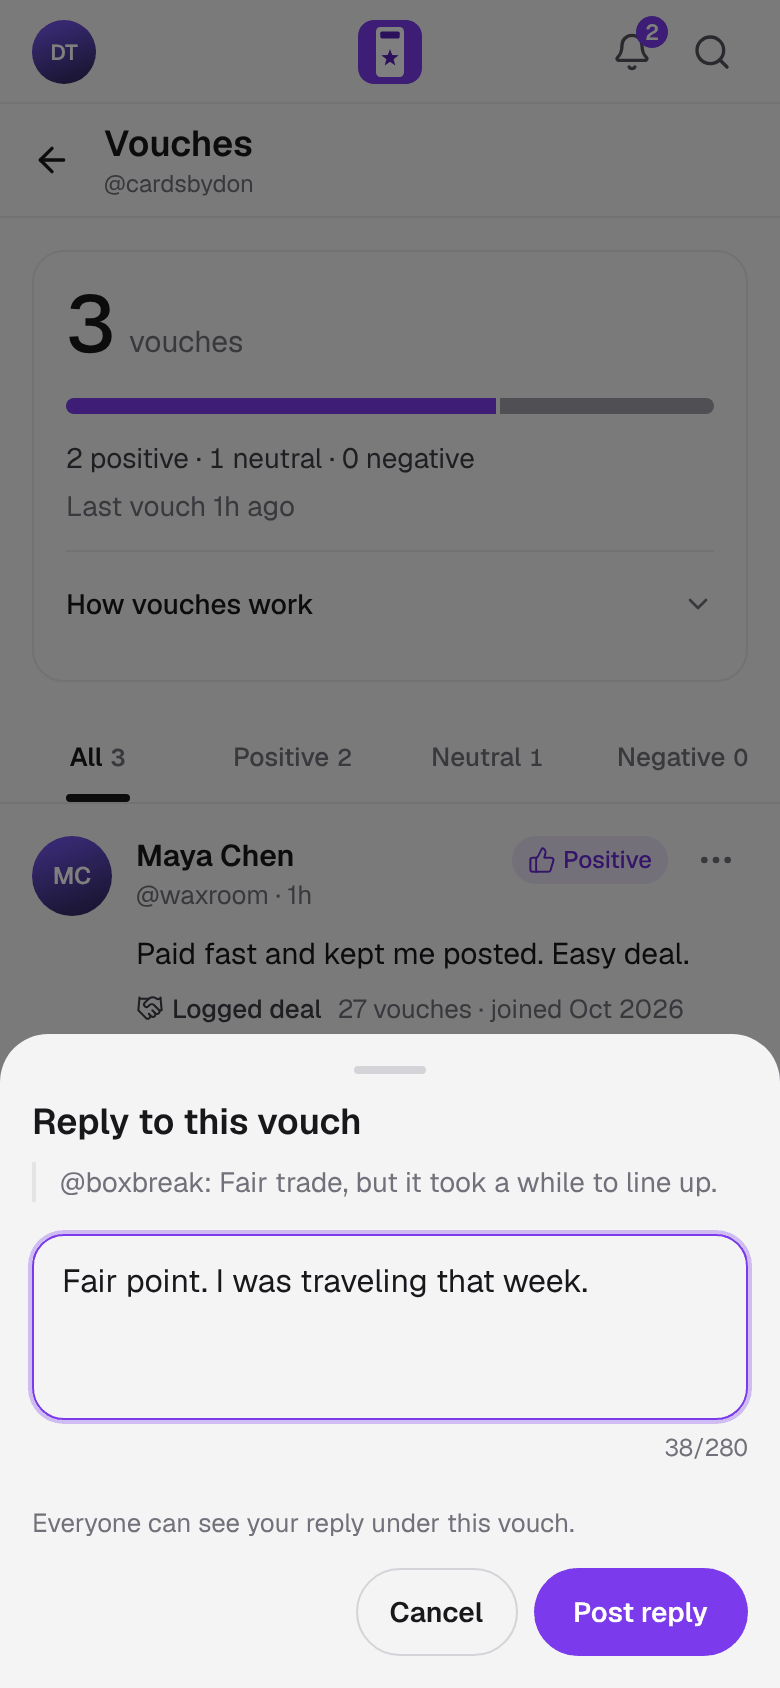 DT
2
Vouches
@cardsbydon
3 vouches
2 positive · 1 neutral · 0 negative
Last vouch 1h ago
How vouches work
All 3 Positive 2 Neutral 1 Negative 0
MC
Maya Chen
Positive
@waxroom · 1h
Paid fast and kept me posted. Easy deal.
Logged deal 27 vouches · joined Oct 2026
Reply to this vouch
@boxbreak: Fair trade, but it took a while to line up.
Fair point. I was traveling that week.
38/280
Everyone can see your reply under this vouch.
Cancel Post reply